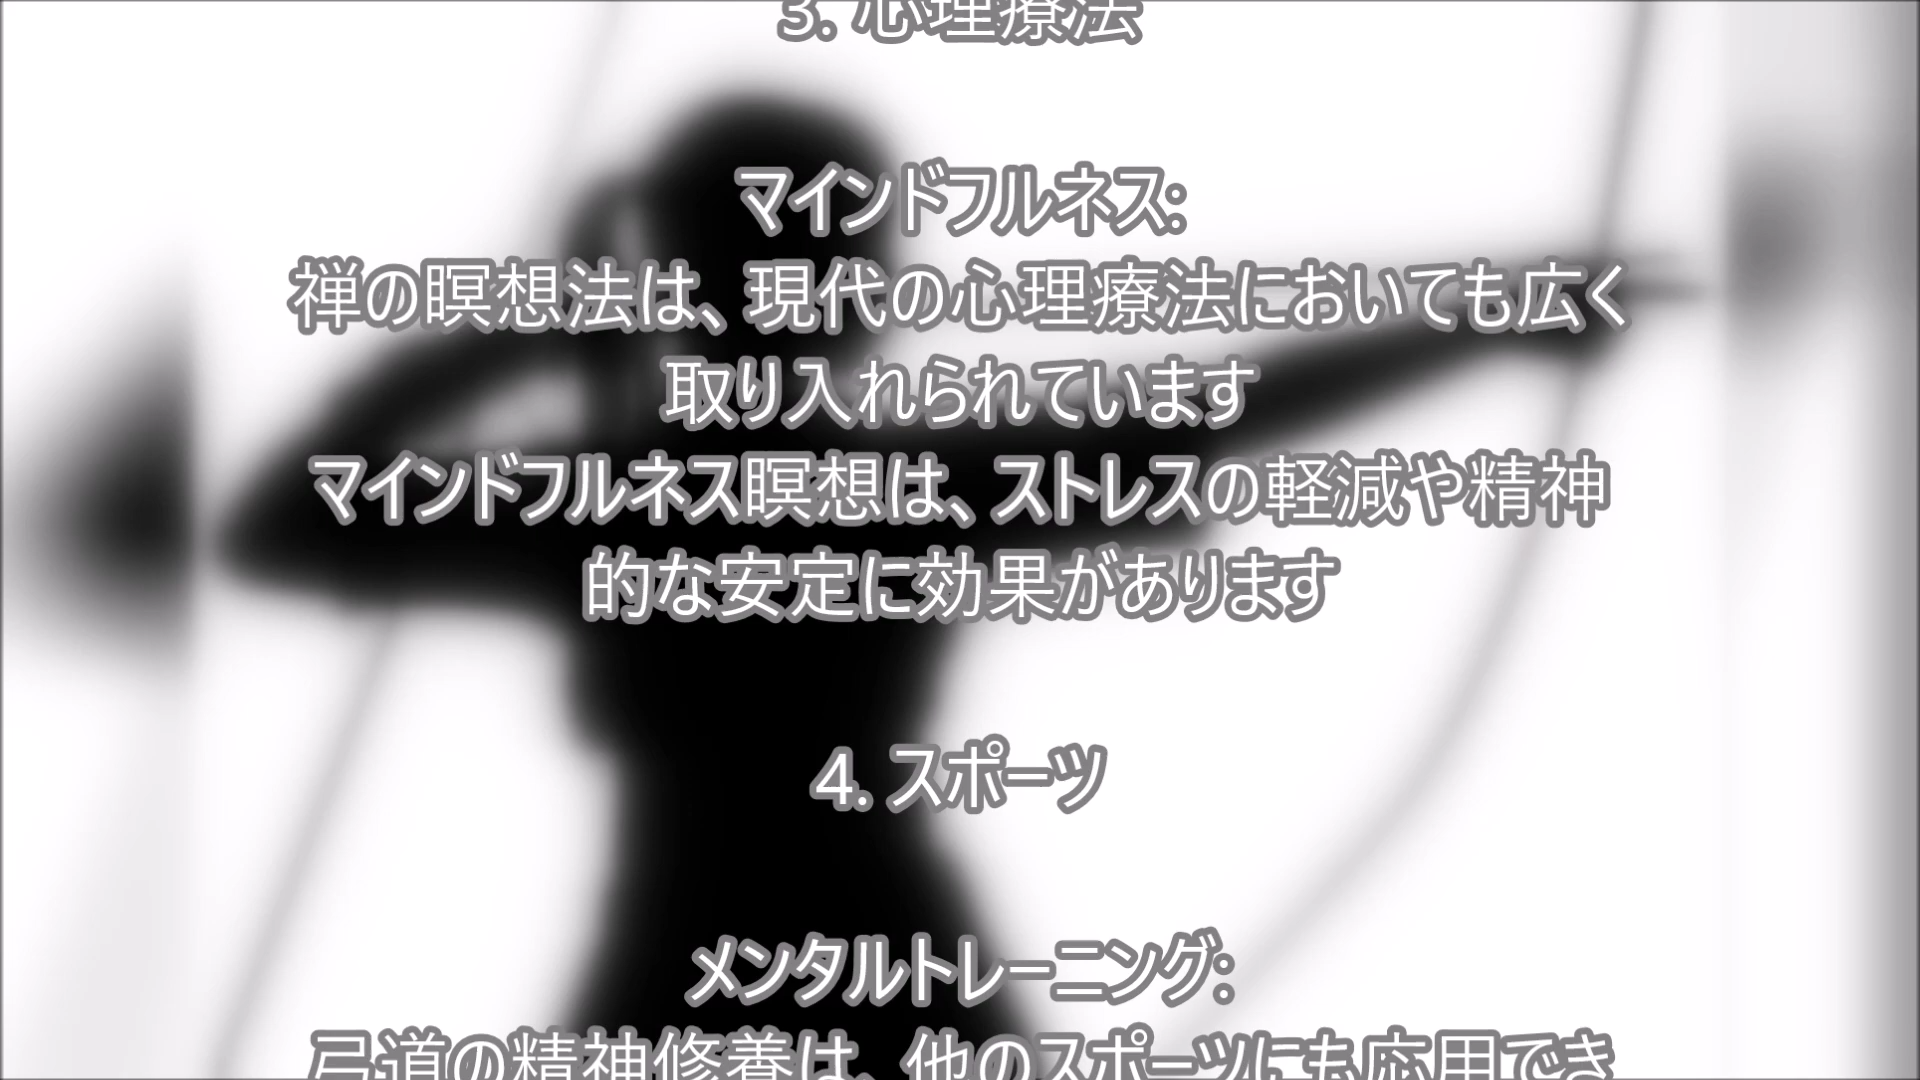 3. 心理療法
マインドフルネス:
禅の瞑想法は、現代の心理療法においても広く
取り入れられています
マインドフルネス瞑想は、ストレスの軽減や精神
的な安定に効果があります
4. スポーツ
メンタルトレーニング:
弓道の精神修養は、他のスポーツにも応用でき